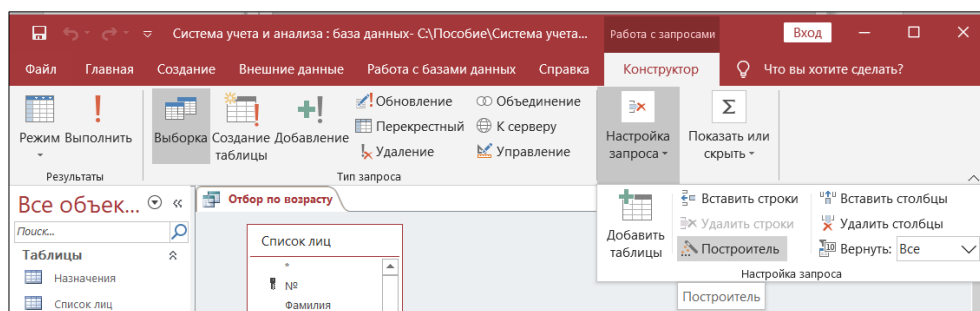 Система учета и анализа : база данных- C:\Пособие\Система учета...
Работа с запросами
Вход
Файл Главная Создание Внешние данные Работа с базами данных Справка Конструктор Что вы хотите сделать?
Режим Выполнить
Результаты
Выборка Создание таблицы Добавление
Обновление
Перекрестный
Удаление
Объединение
К серверу
Управление
Тип запроса
Настройка
запроса
Показать или
скрыть
Добавить
таблицы
Вставить строки
Удалить строки
Построитель
Вставить столбцы
Удалить столбцы
Вернуть: Все
Настройка запроса
Построитель
Все объек...
Поиск...
Таблицы
Назначения
Список лиц
Отбор по возрасту
Список лиц
*
№
Фамилия